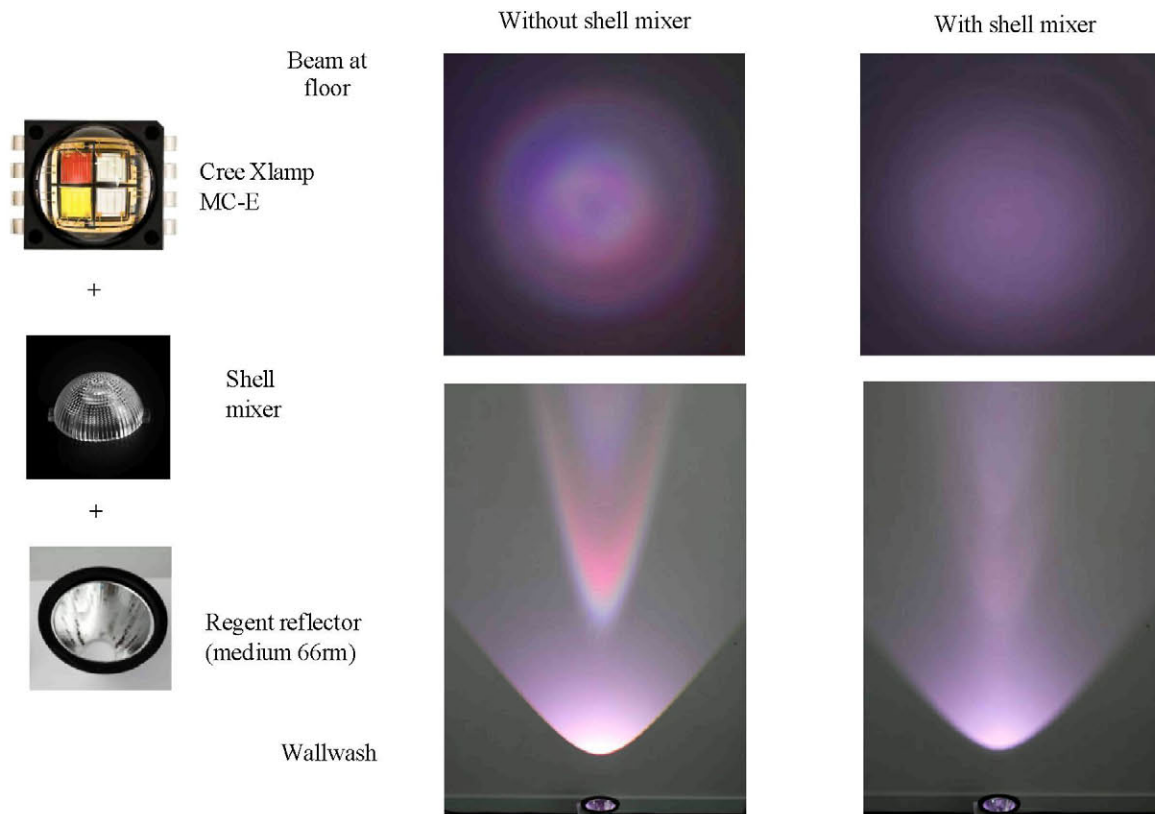 Without shell mixer
With shell mixer
Beam at
floor
Cree Xlamp
MC-E
+
Shell
mixer
+
Regent reflector
(medium 66rm)
Wallwash